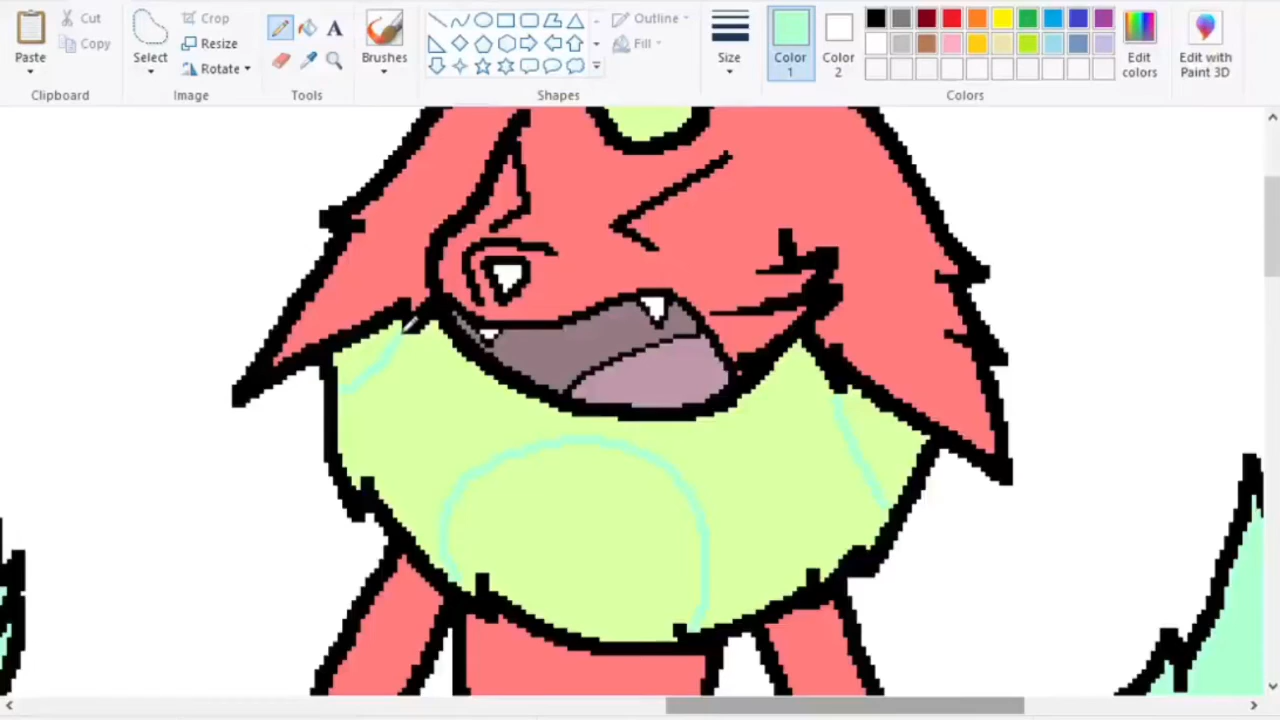 Paste
Cut
Copy
Clipboard
Select
Crop
Resize
Rotate
Image
A
Tools
Brushes
Outline
Fill
Shapes
Size
Color 1
Color 2
Edit colors
Colors
Edit with Paint 3D